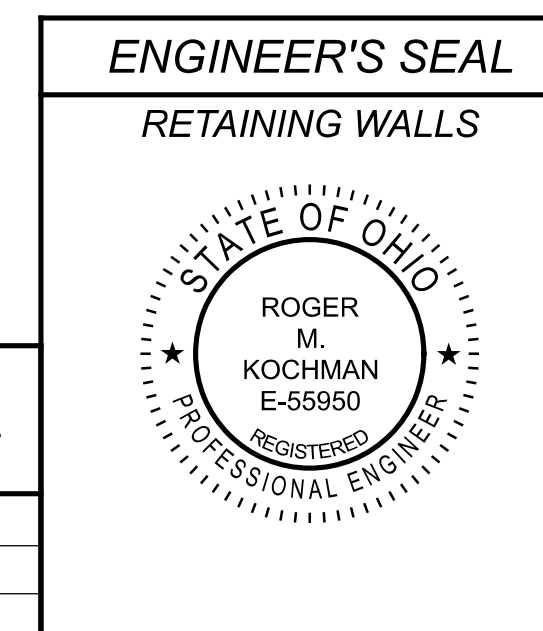 ENGINEER'S SEAL
RETAINING WALLS
STATE OF OHIO
ROGER
M.
KOCHMAN
E-55950
REGISTERED
PROFESSIONAL ENGINEER